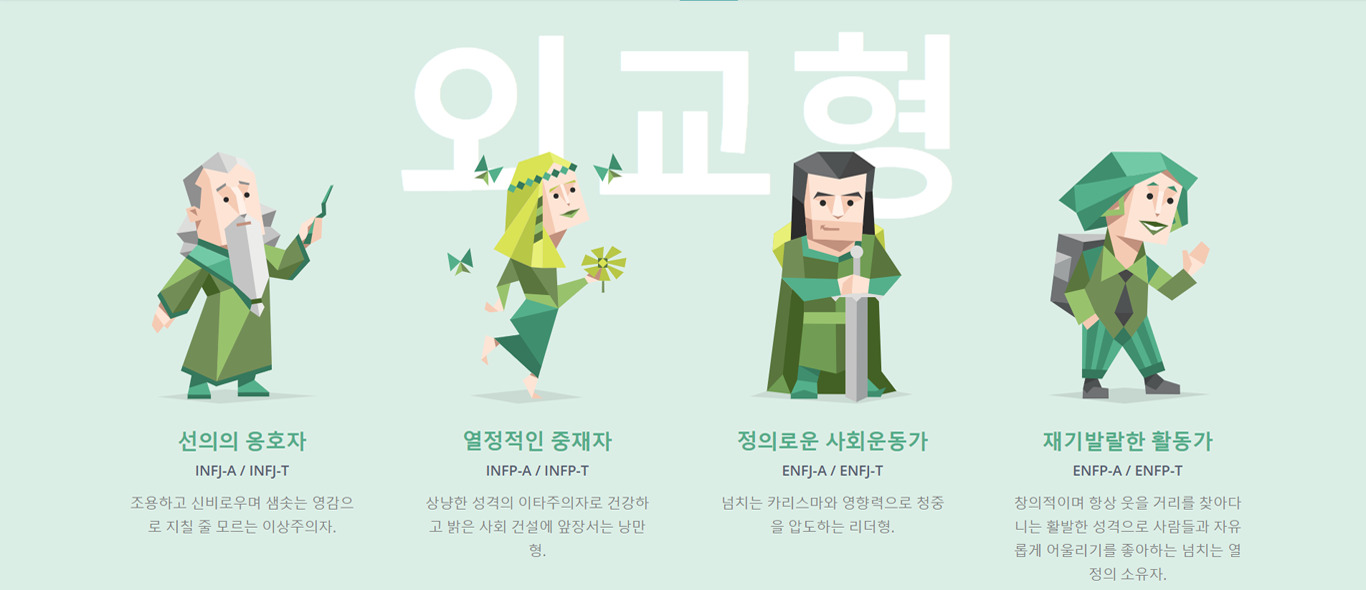 외교형
선의의 옹호자
INFJ-A / INFJ-T
조용하고 신비로우며 샘솟는 영감으
로 지칠 줄 모르는 이상주의자.
열정적인 중재자
INFP-A / INFP-T
상냥한 성격의 이타주의자로 건강하
고 밝은 사회 건설에 앞장서는 낭만
형.
정의로운 사회운동가
ENFJ-A / ENFJ-T
넘치는 카리스마와 영향력으로 청중
을 압도하는 리더형.
재기발랄한 활동가
ENFP-A / ENFP-T
창의적이며 항상 웃을 거리를 찾아다
니는 활발한 성격으로 사람들과 자유
롭게 어울리기를 좋아하는 넘치는 열
정의 소유자.